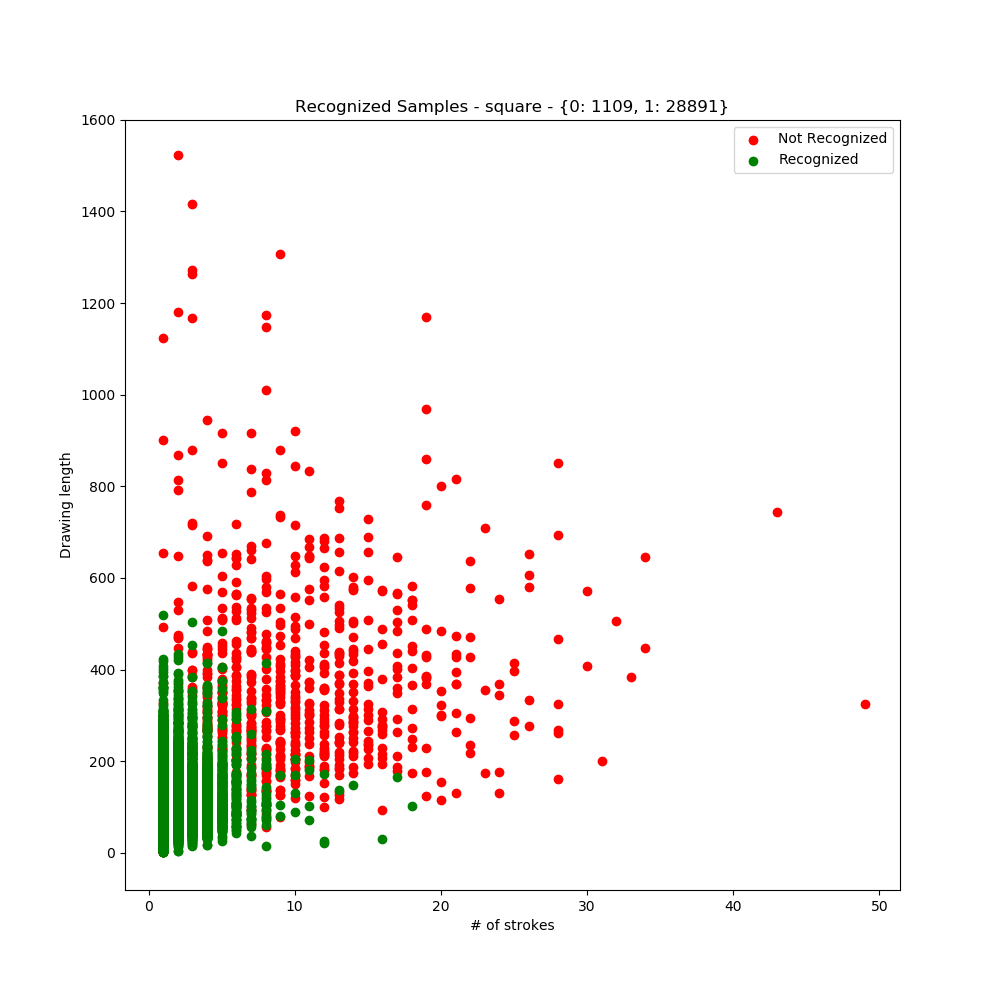 Recognized Samples - square - {0: 1109, 1: 28891}
Not Recognized
Recognized
1600
1400
1200
1000
800
600
400
200
0
Drawing length
0 10 20 30 40 50
# of strokes